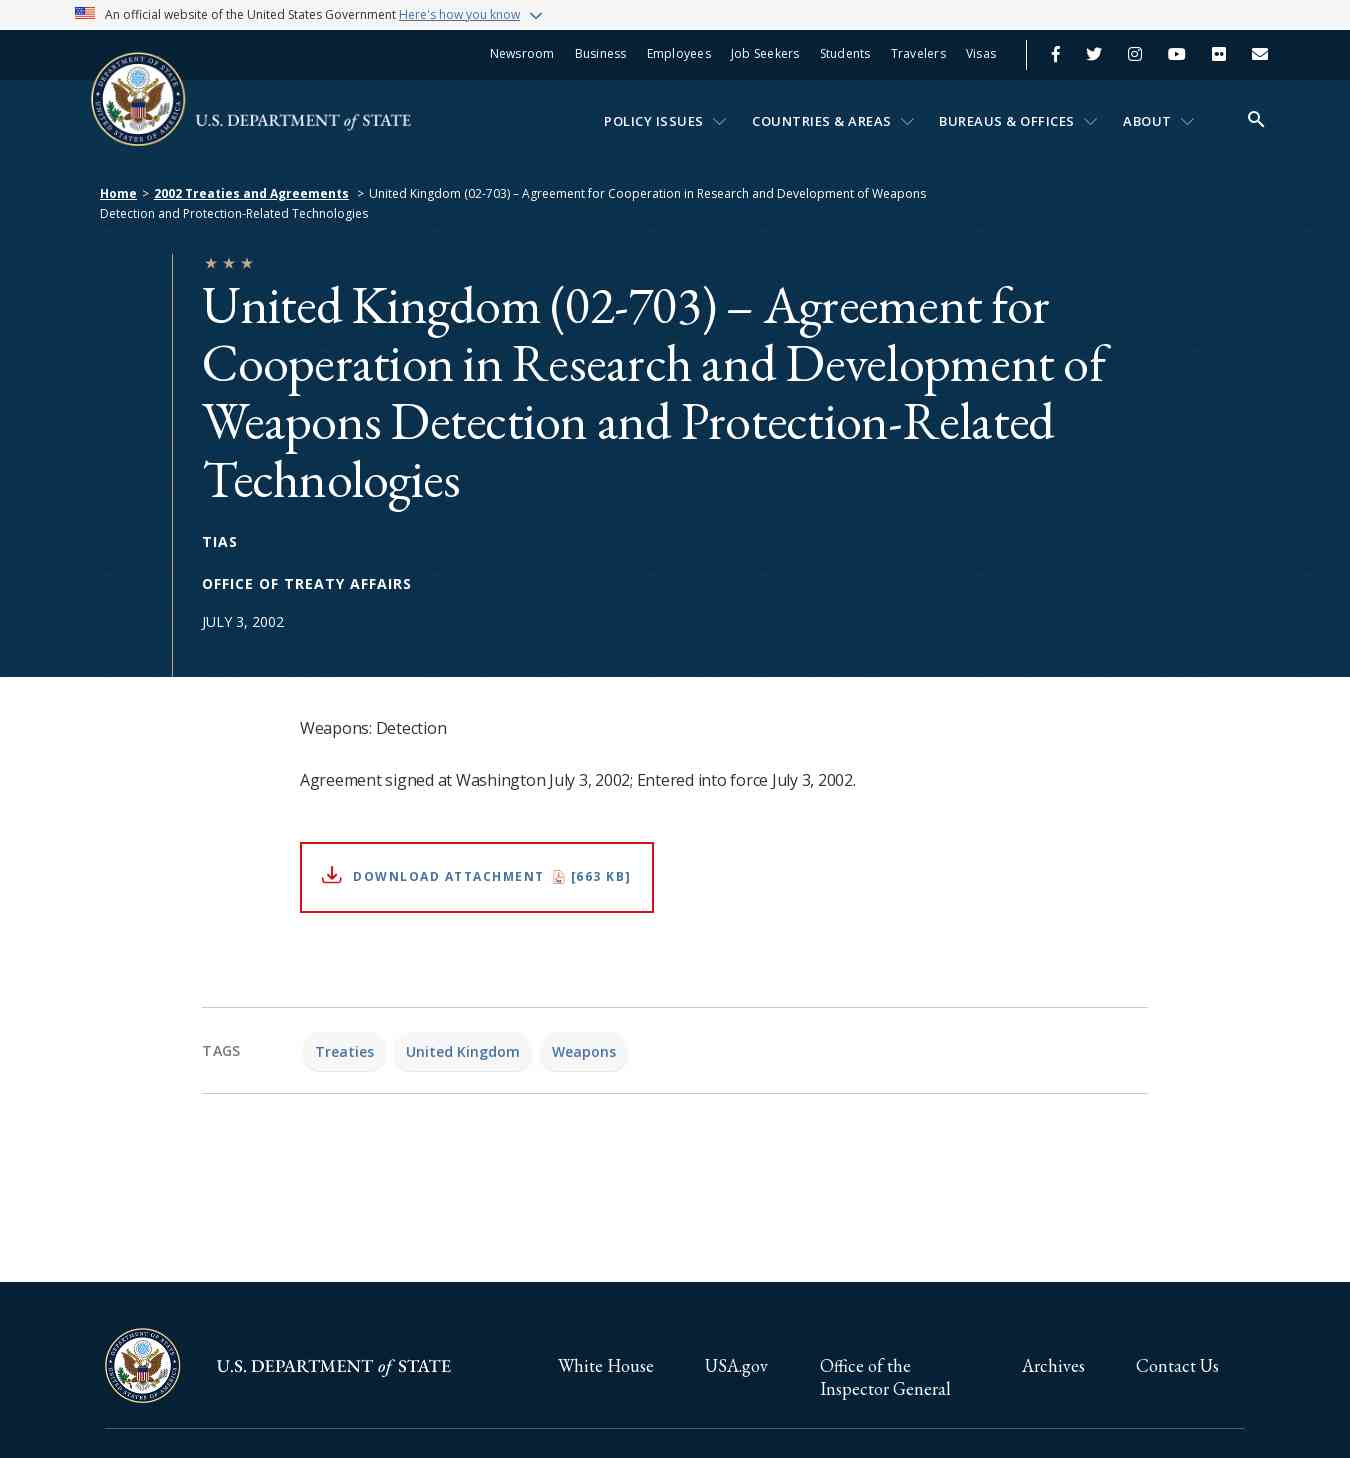 An official website of the United States Government Here's how you know
Newsroom Business Employees Job Seekers Students Travelers Visas
U.S. DEPARTMENT of STATE
POLICY ISSUES COUNTRIES & AREAS BUREAUS & OFFICES ABOUT
Home > 2002 Treaties and Agreements > United Kingdom (02-703) – Agreement for Cooperation in Research and Development of Weapons
Detection and Protection-Related Technologies
United Kingdom (02-703) – Agreement for
Cooperation in Research and Development of
Weapons Detection and Protection-Related
Technologies
TIAS
OFFICE OF TREATY AFFAIRS
JULY 3, 2002
Weapons: Detection
Agreement signed at Washington July 3, 2002; Entered into force July 3, 2002.
DOWNLOAD ATTACHMENT [663 KB]
TAGS Treaties United Kingdom Weapons
U.S. DEPARTMENT of STATE White House USA.gov Office of the Archives Contact Us
Inspector General